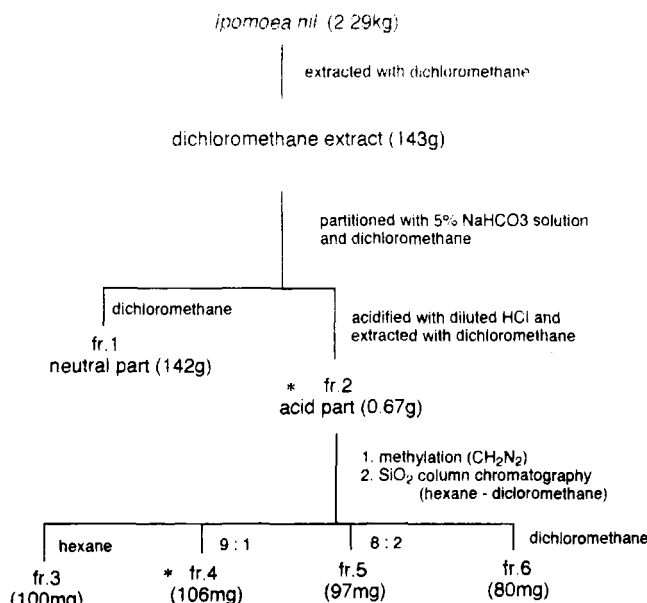 ipomoea nil (2 29kg)
extracted with dichloromethane
dichloromethane extract (143g)
partitioned with 5% NaHCO3 solution
and dichloromethane
dichloromethane
acidified with diluted HCl and
extracted with dichloromethane
fr.1
neutral part (142g)
* fr.2
acid part (0.67g)
1. methylation (CH₂N₂)
2. SiO₂ column chromatography
(hexane - dicloromethane)
hexane
9 : 1
8 : 2
dichloromethane
fr.3
(100mg)
* fr.4
(106mg)
fr.5
(97mg)
fr.6
(80mg)